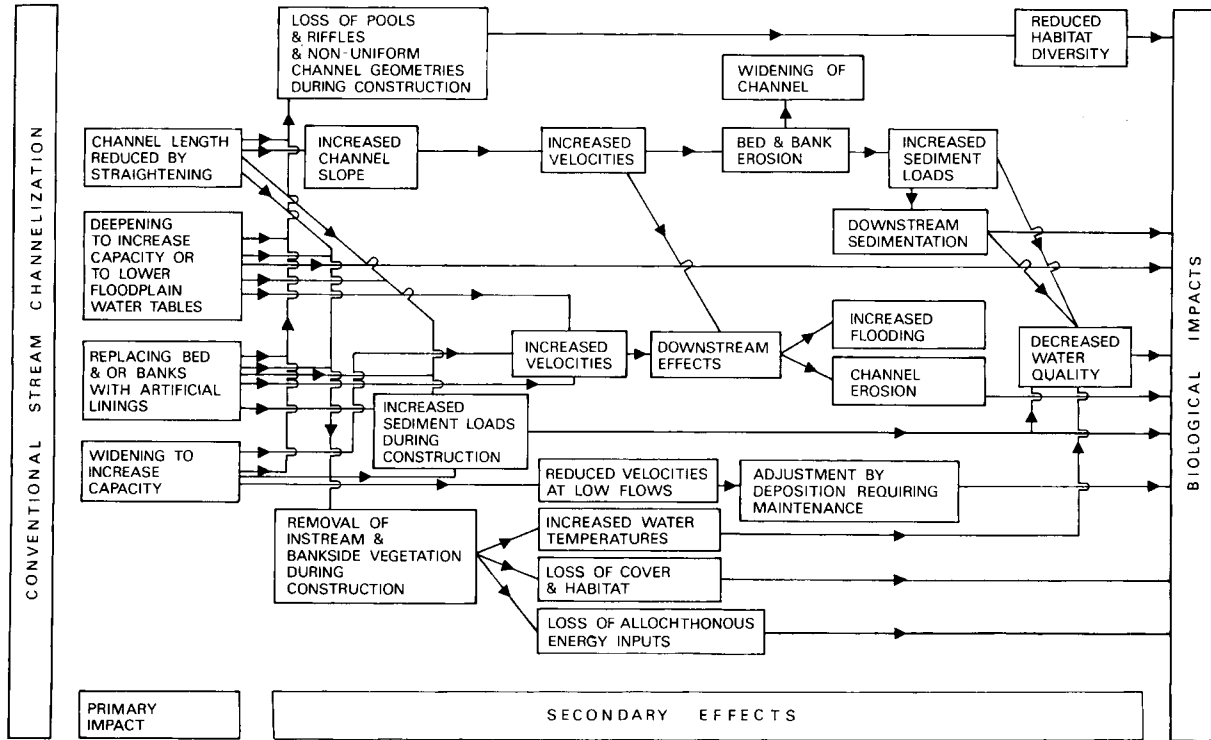 CONVENTIONAL STREAM CHANNELIZATION
LOSS OF POOLS
& RIFFLES
& NON-UNIFORM
CHANNEL GEOMETRIES
DURING CONSTRUCTION
REDUCED
HABITAT
DIVERSITY
WIDENING OF
CHANNEL
CHANNEL LENGTH
REDUCED BY
STRAIGHTENING
INCREASED
CHANNEL
SLOPE
INCREASED
VELOCITIES
BED & BANK
EROSION
INCREASED
SEDIMENT
LOADS
DEEPENING
TO INCREASE
CAPACITY OR
TO LOWER
FLOODPLAIN
WATER TABLES
DOWNSTREAM
SEDIMENTATION
REPLACING BED
& OR BANKS
WITH ARTIFICIAL
LININGS
INCREASED
VELOCITIES
DOWNSTREAM
EFFECTS
INCREASED
FLOODING
CHANNEL
EROSION
DECREASED
WATER
QUALITY
INCREASED
SEDIMENT LOADS
DURING
CONSTRUCTION
WIDENING TO
INCREASE
CAPACITY
REDUCED VELOCITIES
AT LOW FLOWS
ADJUSTMENT BY
DEPOSITION REQUIRING
MAINTENANCE
REMOVAL OF
INSTREAM &
BANKSIDE VEGETATION
DURING
CONSTRUCTION
INCREASED WATER
TEMPERATURES
LOSS OF COVER
& HABITAT
LOSS OF ALLOCHTHONOUS
ENERGY INPUTS
BIOLOGICAL IMPACTS
PRIMARY
IMPACT
SECONDARY EFFECTS